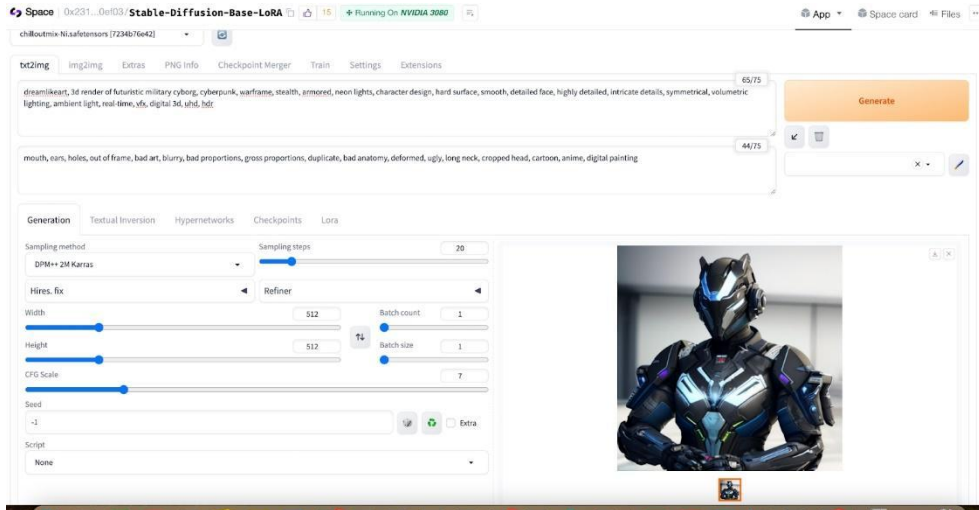 Space 0x231...0ef03/Stable-Diffusion-Base-LoRA 15 Running On NVIDIA 3080
App Space card Files
chilloutmix-Ni.safetensors [7234b76e42]
txt2img img2img Extras PNG Info Checkpoint Merger Train Settings Extensions
65/75
dreamlikeart, 3d render of futuristic military cyborg, cyberpunk, warframe, stealth, armored, neon lights, character design, hard surface, smooth, detailed face, highly detailed, intricate details, symmetrical, volumetric
lighting, ambient light, real-time, vfx, digital 3d, uhd, hdr
Generate
44/75
mouth, ears, holes, out of frame, bad art, blurry, bad proportions, gross proportions, duplicate, bad anatomy, deformed, ugly, long neck, cropped head, cartoon, anime, digital painting
Generation Textual Inversion Hypernetworks Checkpoints Lora
Sampling method Sampling steps 20
DPM++ 2M Karras
Hires. fix Refiner
Width 512 Batch count 1
Height 512 Batch size 1
CFG Scale 7
Seed
-1 Extra
Script
None